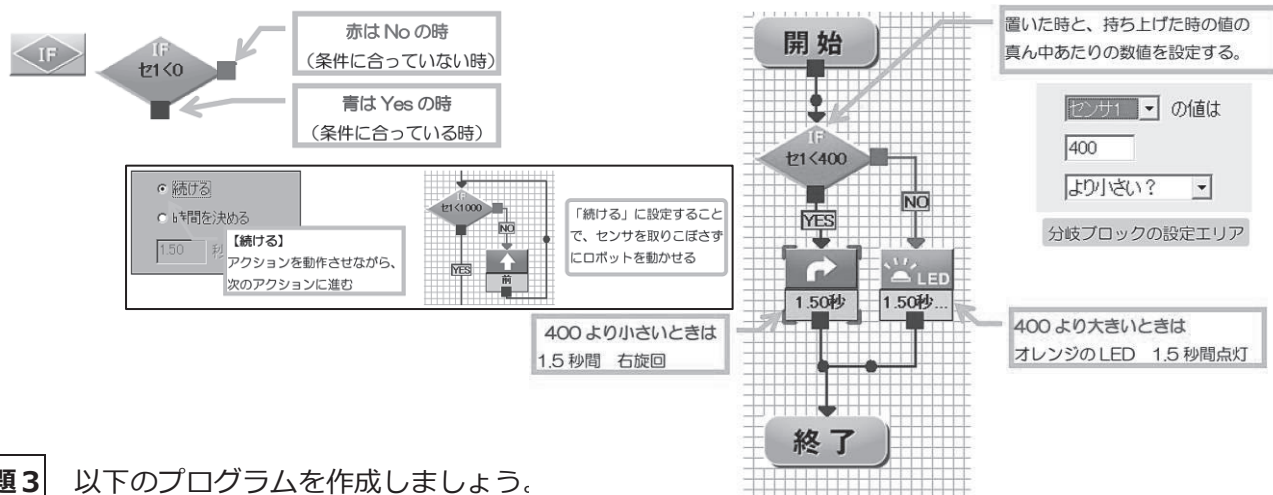 IF
IF
セ1<0
赤は No の時
（条件に合っていない時）
青は Yes の時
（条件に合っている時）
続ける
時間を決める
1.50 秒
【続ける】
アクションを動作させながら、
次のアクションに進む
IF
セ1<1000
NO
YES
前
「続ける」に設定すること
で、センサを取りこぼさず
にロボットを動かせる
開 始
IF
セ1<400
YES
NO
LED
1.50秒
1.50秒...
終 了
400 より小さいときは
1.5 秒間 右旋回
置いた時と、持ち上げた時の値の
真ん中あたりの数値を設定する。
センサ1 の値は
400
より小さい？
分岐ブロックの設定エリア
400 より大きいときは
オレンジの LED 1.5 秒間点灯
題3 以下のプログラムを作成しましょう。